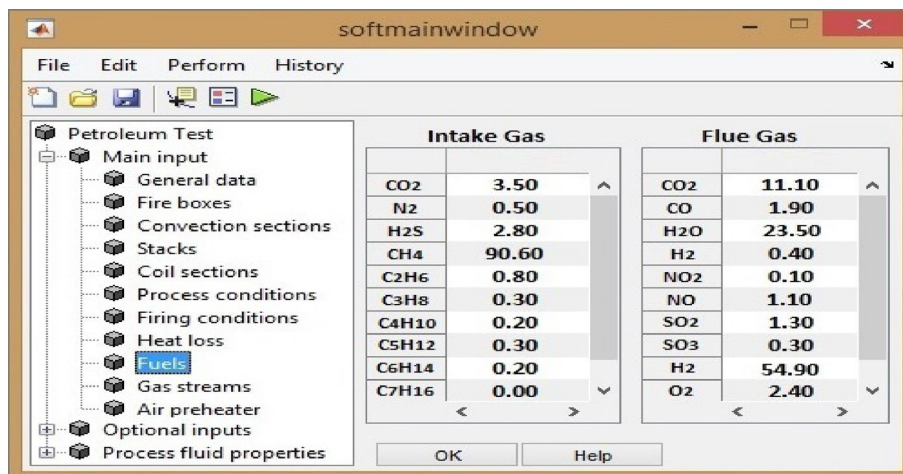 softmainwindow
File Edit Perform History
Petroleum Test
Main input
General data
Fire boxes
Convection sections
Stacks
Coil sections
Process conditions
Firing conditions
Heat loss
Fuels
Gas streams
Air preheater
Optional inputs
Process fluid properties
Intake Gas
CO2 3.50
N2 0.50
H2S 2.80
CH4 90.60
C2H6 0.80
C3H8 0.30
C4H10 0.20
C5H12 0.30
C6H14 0.20
C7H16 0.00
Flue Gas
CO2 11.10
CO 1.90
H2O 23.50
H2 0.40
NO2 0.10
NO 1.10
SO2 1.30
SO3 0.30
H2 54.90
O2 2.40
OK Help